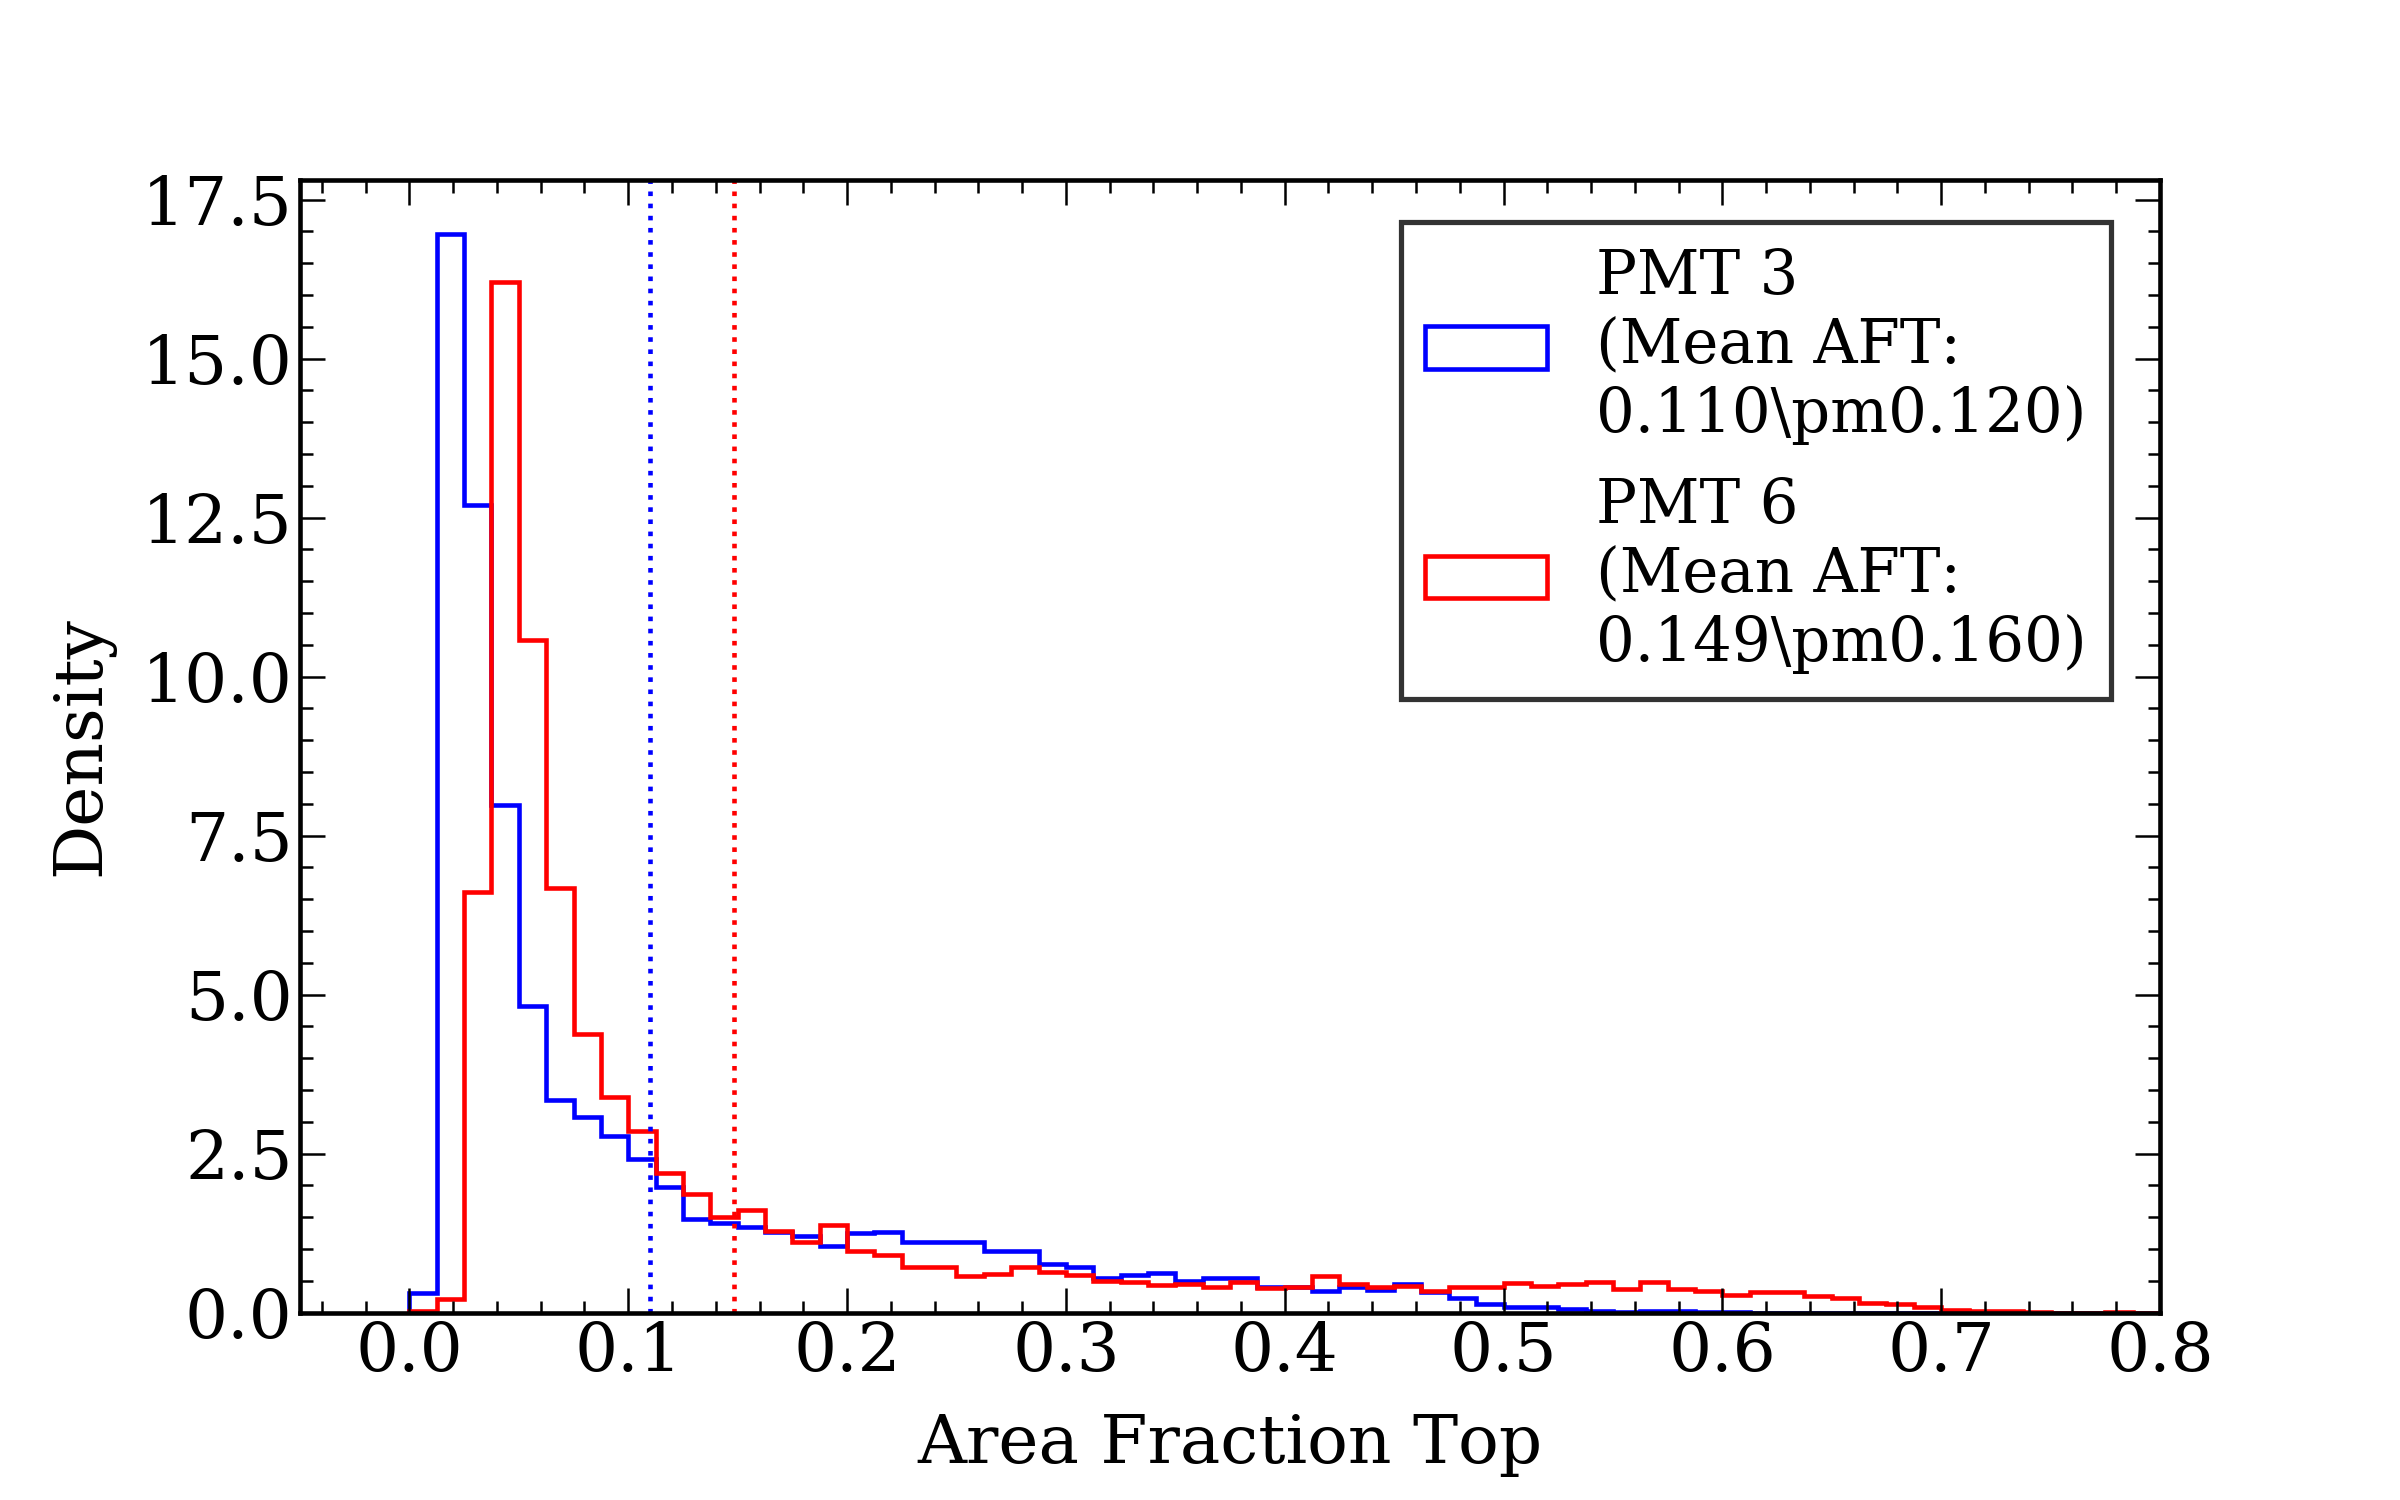 17.5
15.0
12.5
10.0
7.5
5.0
2.5
0.0
Density
PMT 3
(Mean AFT:
0.110\pm0.120)
PMT 6
(Mean AFT:
0.149\pm0.160)
0.0 0.1 0.2 0.3 0.4 0.5 0.6 0.7 0.8
Area Fraction Top